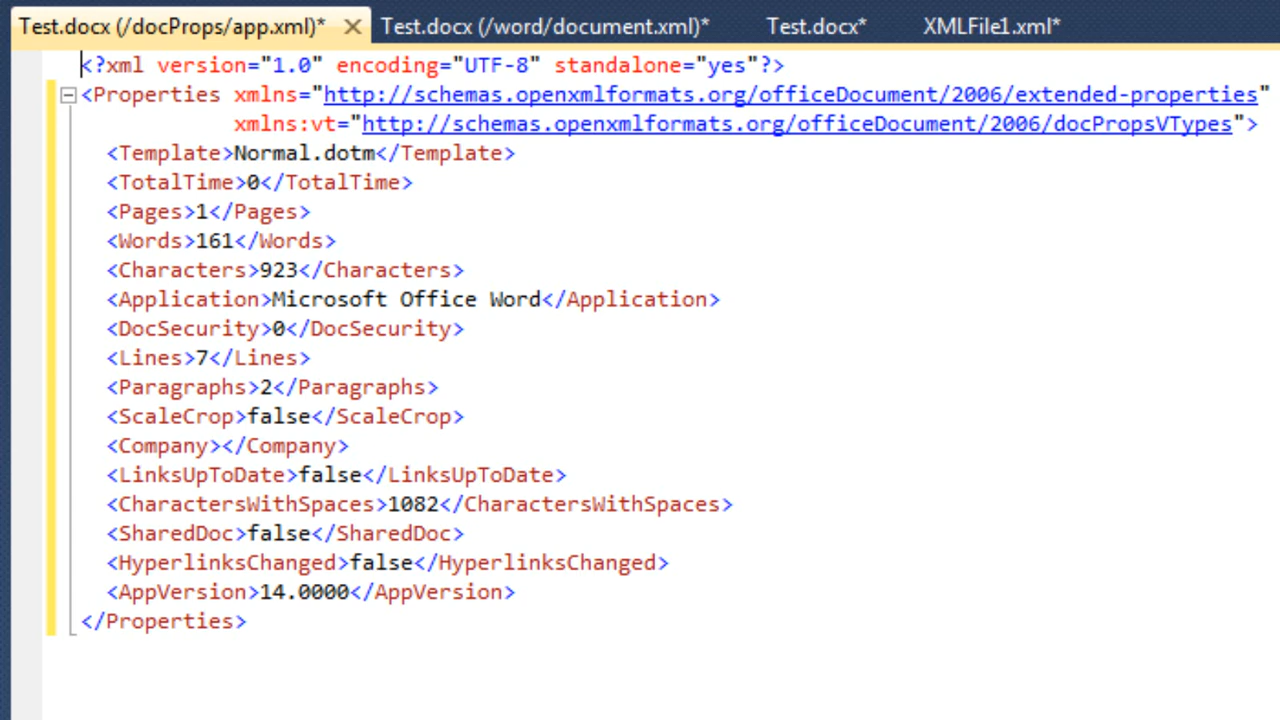 Test.docx (/docProps/app.xml)* Test.docx (/word/document.xml)* Test.docx* XMLFile1.xml*
<?xml version="1.0" encoding="UTF-8" standalone="yes"?>
<Properties xmlns="http://schemas.openxmlformats.org/officeDocument/2006/extended-properties"
xmlns:vt="http://schemas.openxmlformats.org/officeDocument/2006/docPropsVTypes">
<Template>Normal.dotm</Template>
<TotalTime>0</TotalTime>
<Pages>1</Pages>
<Words>161</Words>
<Characters>923</Characters>
<Application>Microsoft Office Word</Application>
<DocSecurity>0</DocSecurity>
<Lines>7</Lines>
<Paragraphs>2</Paragraphs>
<ScaleCrop>false</ScaleCrop>
<Company></Company>
<LinksUpToDate>false</LinksUpToDate>
<CharactersWithSpaces>1082</CharactersWithSpaces>
<SharedDoc>false</SharedDoc>
<HyperlinksChanged>false</HyperlinksChanged>
<AppVersion>14.0000</AppVersion>
</Properties>